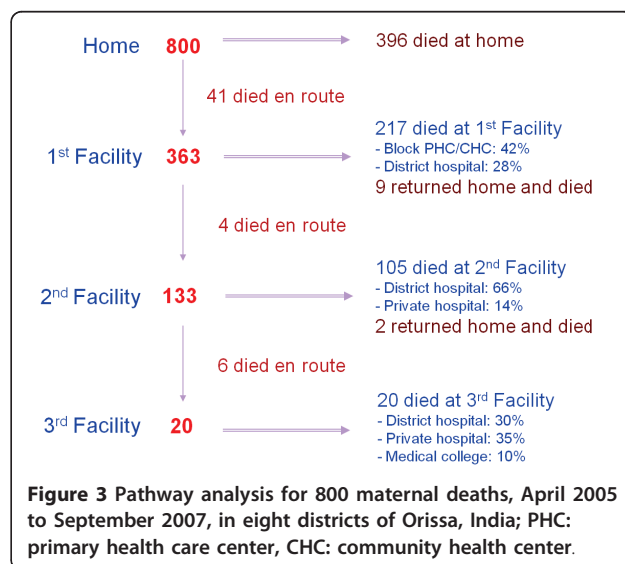 Home 800
396 died at home
41 died en route
1st Facility 363
217 died at 1st Facility
- Block PHC/CHC: 42%
- District hospital: 28%
9 returned home and died
4 died en route
2nd Facility 133
105 died at 2nd Facility
- District hospital: 66%
- Private hospital: 14%
2 returned home and died
6 died en route
3rd Facility 20
20 died at 3rd Facility
- District hospital: 30%
- Private hospital: 35%
- Medical college: 10%
Figure 3 Pathway analysis for 800 maternal deaths, April 2005
to September 2007, in eight districts of Orissa, India; PHC:
primary health care center, CHC: community health center.